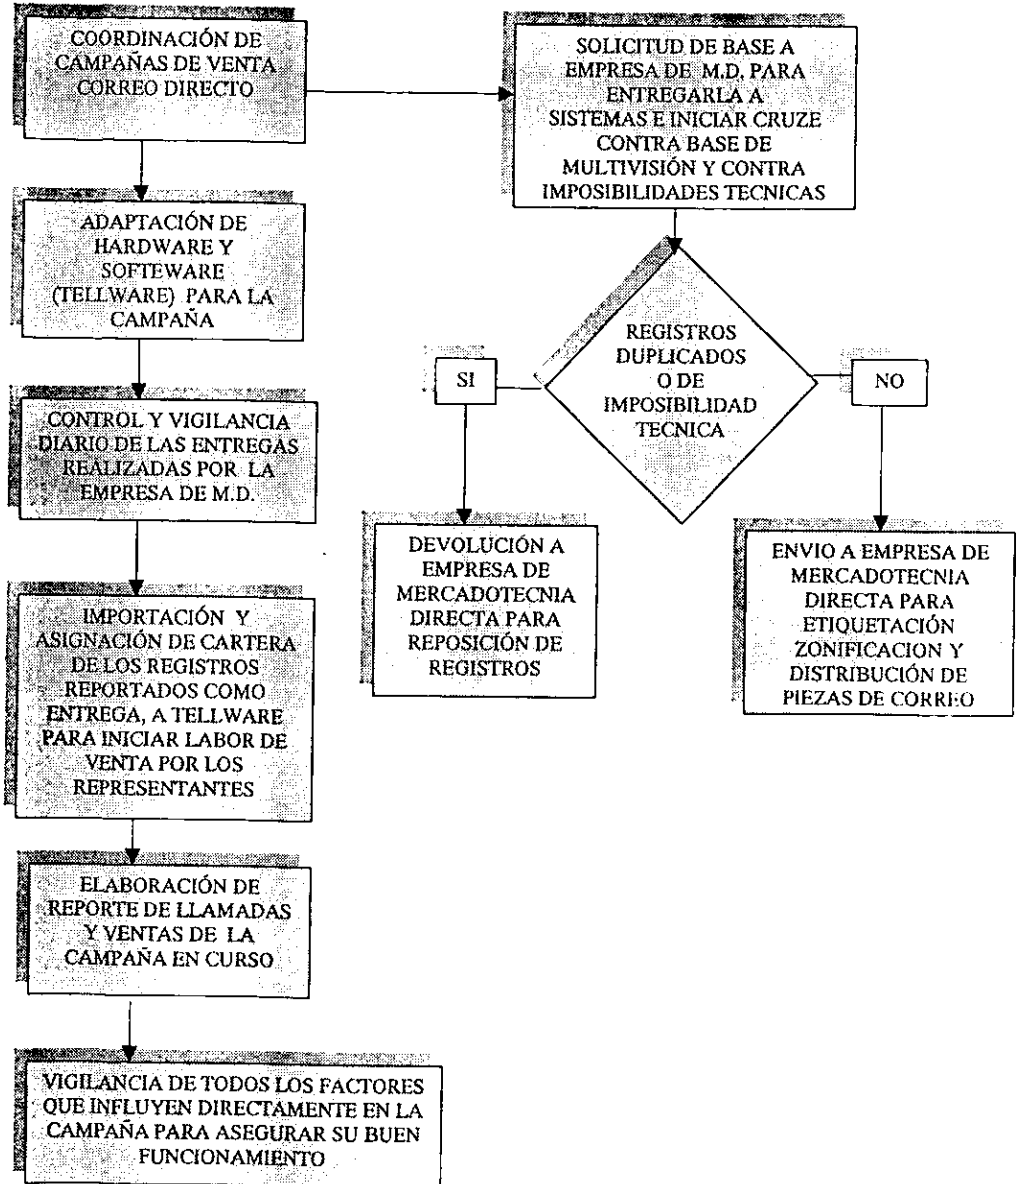 COORDINACIÓN DE
CAMPAÑAS DE VENTA
CORREO DIRECTO
SOLICITUD DE BASE A
EMPRESA DE M.D. PARA
ENTREGARLA A
SISTEMAS E INICIAR CRUZE
CONTRA BASE DE
MULTIVISIÓN Y CONTRA
IMPOSIBILIDADES TECNICAS
ADAPTACIÓN DE
HARDWARE Y
SOFTEWARE
(TELLWARE) PARA LA
CAMPAÑA
REGISTROS
DUPLICADOS
O DE
IMPOSIBILIDAD
TECNICA
SI
NO
CONTROL Y VIGILANCIA
DIARIO DE LAS ENTREGAS
REALIZADAS POR LA
EMPRESA DE M.D.
DEVOLUCIÓN A
EMPRESA DE
MERCADOTECNIA
DIRECTA PARA
REPOSICIÓN DE
REGISTROS
ENVIO A EMPRESA DE
MERCADOTECNIA
DIRECTA PARA
ETIQUETACIÓN
ZONIFICACION Y
DISTRIBUCIÓN DE
PIEZAS DE CORREO
IMPORTACIÓN Y
ASIGNACIÓN DE CARTERA
DE LOS REGISTROS
REPORTADOS COMO
ENTREGA, A TELLWARE
PARA INICIAR LABOR DE
VENTA POR LOS
REPRESENTANTES
ELABORACIÓN DE
REPORTE DE LLAMADAS
Y VENTAS DE LA
CAMPAÑA EN CURSO
VIGILANCIA DE TODOS LOS FACTORES
QUE INFLUYEN DIRECTAMENTE EN LA
CAMPAÑA PARA ASEGURAR SU BUEN
FUNCIONAMIENTO